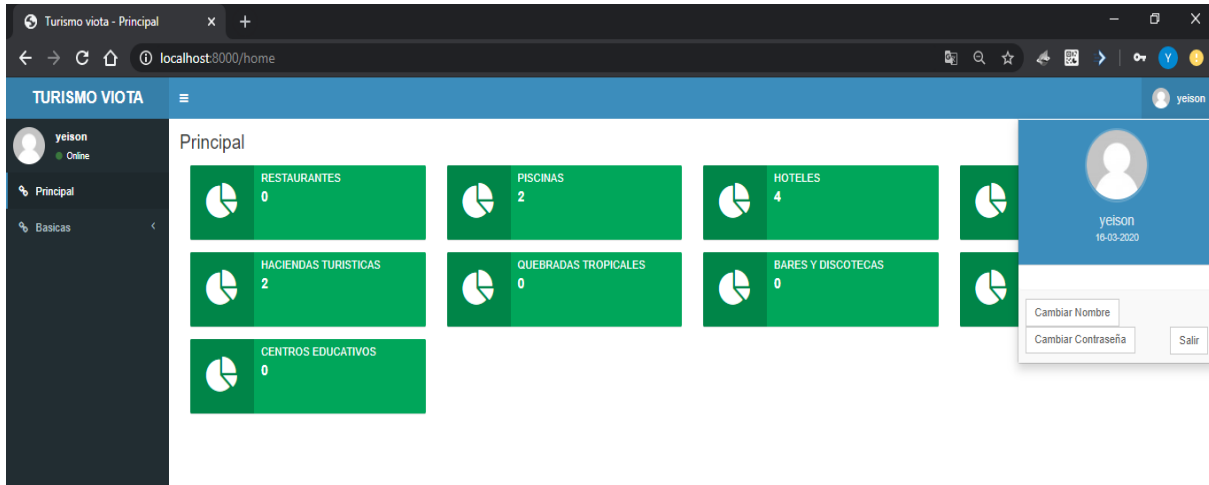 Turismo viota - Principal
localhost:8000/home
Y
TURISMO VIOTA
yeison
yeison
Online
Principal
Basicas
Principal
RESTAURANTES
0
PISCINAS
2
HOTELES
4
HACIENDAS TURISTICAS
2
QUEBRADAS TROPICALES
0
BARES Y DISCOTECAS
0
CENTROS EDUCATIVOS
0
yeison
16-03-2020
Cambiar Nombre
Cambiar Contraseña
Salir